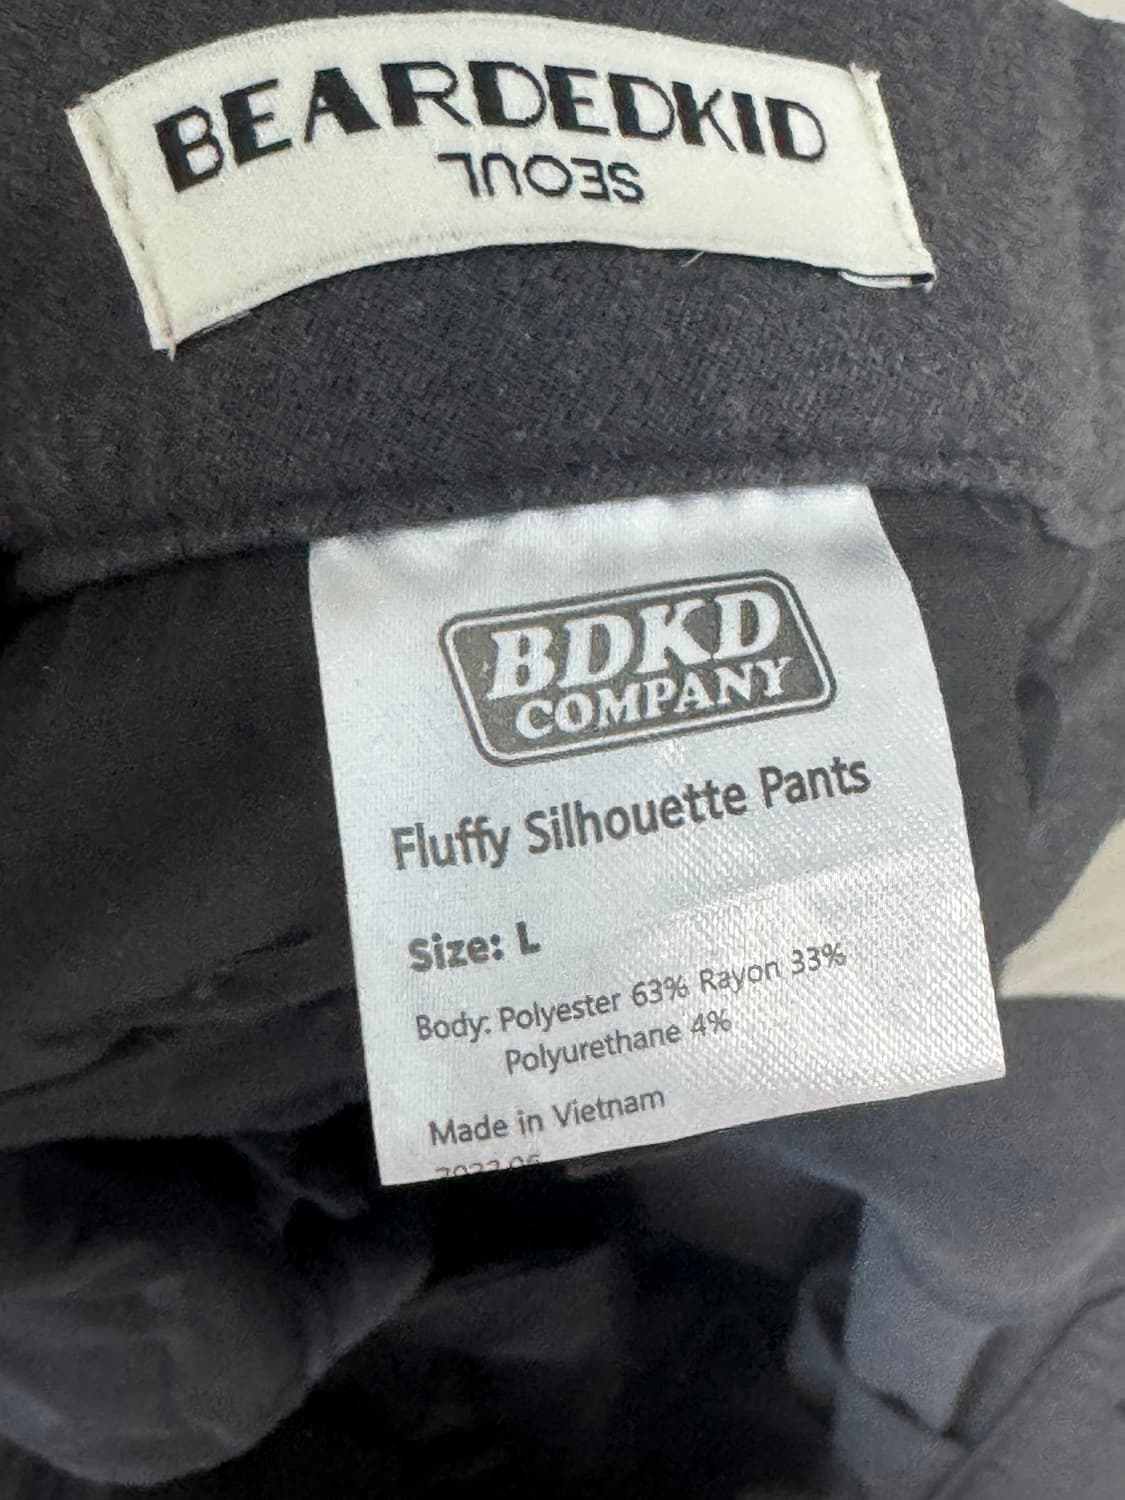 BEARDEDKID
SEOUL
BDKD
COMPANY
Fluffy Silhouette Pants
Size: L
Body: Polyester 63% Rayon 33%
Polyurethane 4%
Made in Vietnam